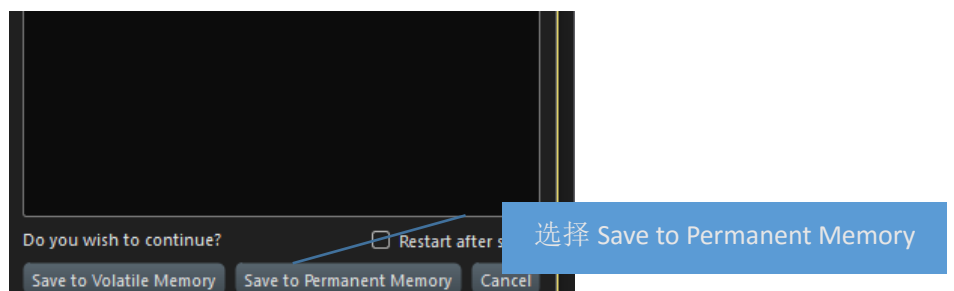 Do you wish to continue?
Restart after s
选择 Save to Permanent Memory
Save to Volatile Memory
Save to Permanent Memory
Cancel